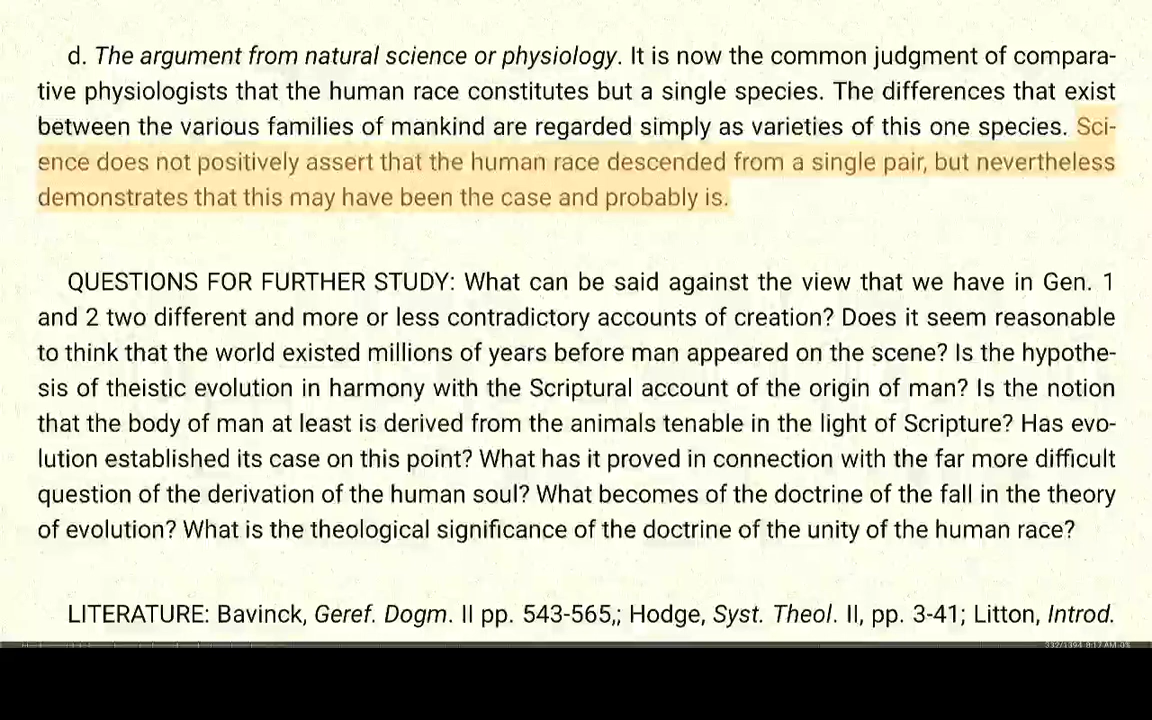 d. The argument from natural science or physiology. It is now the common judgment of compara-
tive physiologists that the human race constitutes but a single species. The differences that exist
between the various families of mankind are regarded simply as varieties of this one species. Sci-
ence does not positively assert that the human race descended from a single pair, but nevertheless
demonstrates that this may have been the case and probably is.
QUESTIONS FOR FURTHER STUDY: What can be said against the view that we have in Gen. 1
and 2 two different and more or less contradictory accounts of creation? Does it seem reasonable
to think that the world existed millions of years before man appeared on the scene? Is the hypothe-
sis of theistic evolution in harmony with the Scriptural account of the origin of man? Is the notion
that the body of man at least is derived from the animals tenable in the light of Scripture? Has evo-
lution established its case on this point? What has it proved in connection with the far more difficult
question of the derivation of the human soul? What becomes of the doctrine of the fall in the theory
of evolution? What is the theological significance of the doctrine of the unity of the human race?
LITERATURE: Bavinck, Geref. Dogm. II pp. 543-565,; Hodge, Syst. Theol. II, pp. 3-41; Litton, Introd.
332/1394 8:17 AM